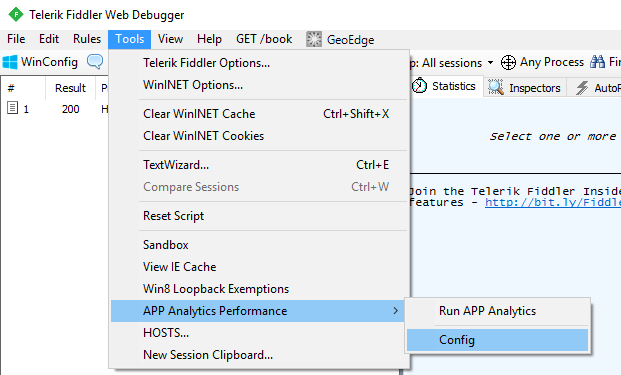 Telerik Fiddler Web Debugger
File Edit Rules Tools View Help GET /book GeoEdge
WinConfig
All sessions Any Process
# Result
Statistics Inspectors
1 200
Telerik Fiddler Options...
WinINET Options...
Clear WinINET Cache Ctrl+Shift+X
Clear WinINET Cookies
TextWizard... Ctrl+E
Compare Sessions Ctrl+W
Reset Script
Sandbox
View IE Cache
Win8 Loopback Exemptions
APP Analytics Performance
HOSTS...
New Session Clipboard...
Run APP Analytics
Config
Select one or more
Join the Telerik Fiddler Inside
features - http://bit.ly/Fiddle